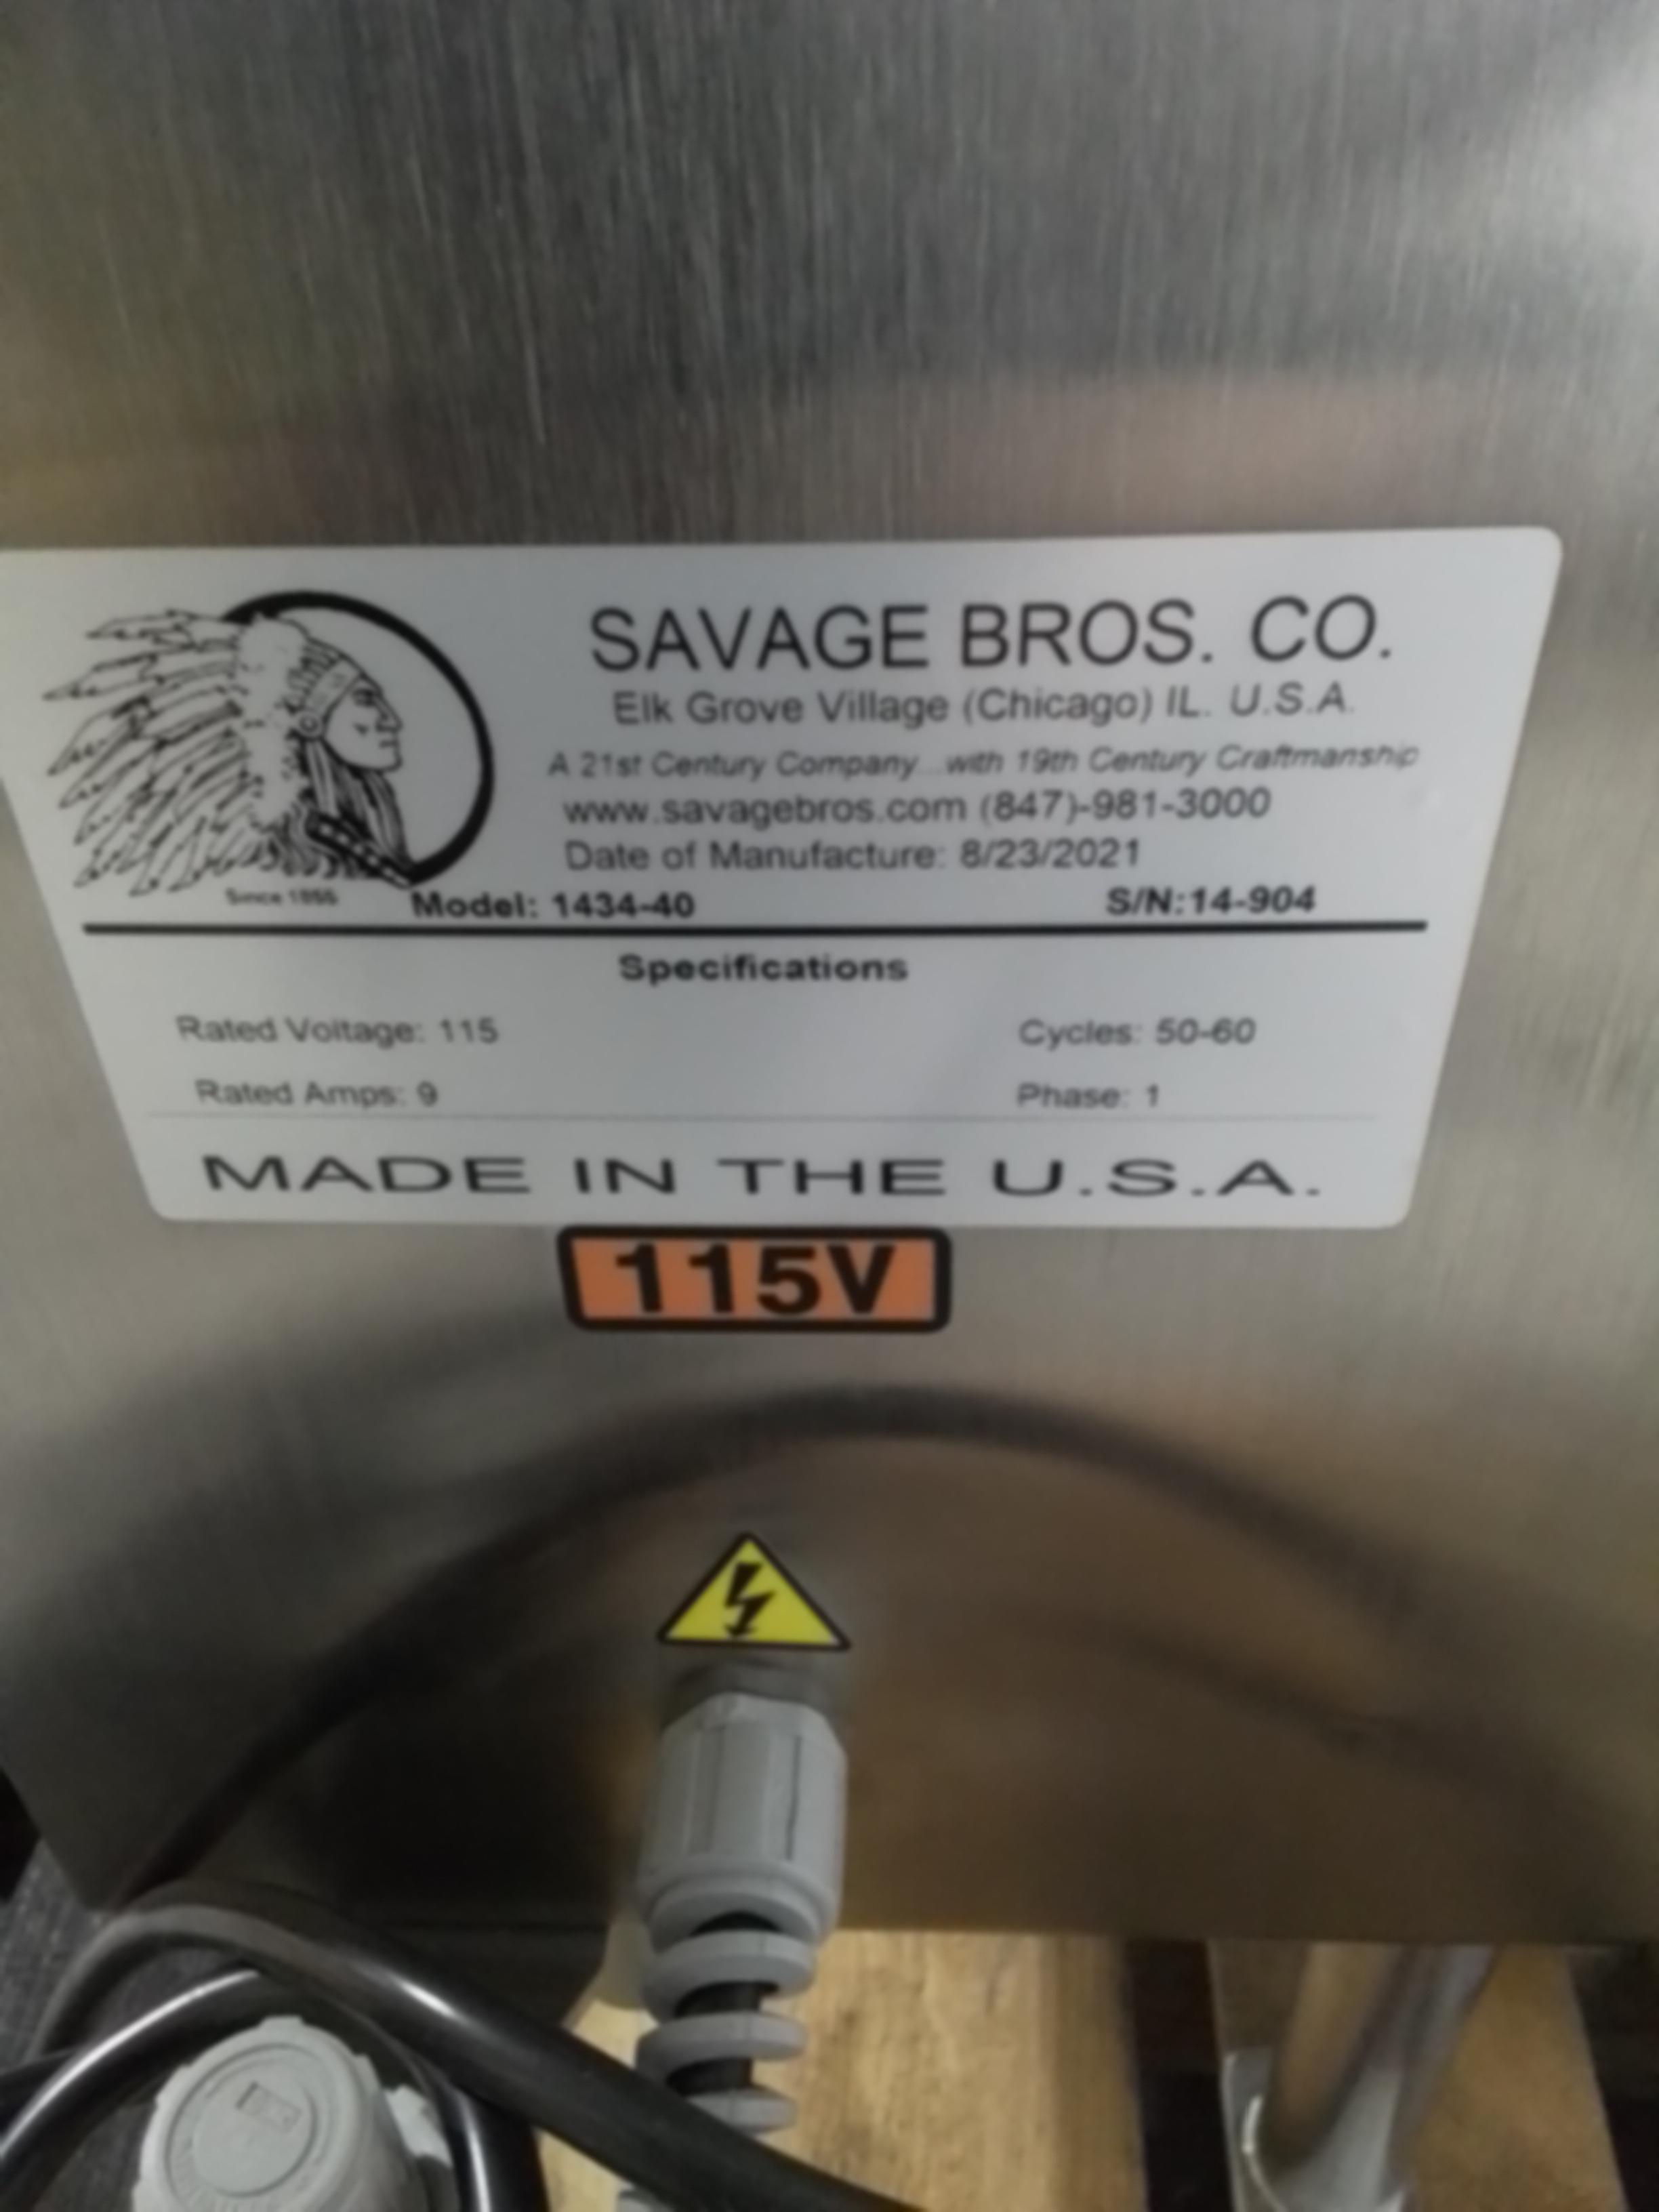 SAVAGE BROS. CO.
Elk Grove Village (Chicago) IL. U.S.A.
A 21st Century Company...with 19th Century Craftmanship
www.savagebros.com (847)-981-3000
Date of Manufacture: 8/23/2021
Since 1855
Model: 1434-40 S/N:14-904
Specifications
Rated Voltage: 115 Cycles: 50-60
Rated Amps: 9 Phase: 1
MADE IN THE U.S.A.
115V